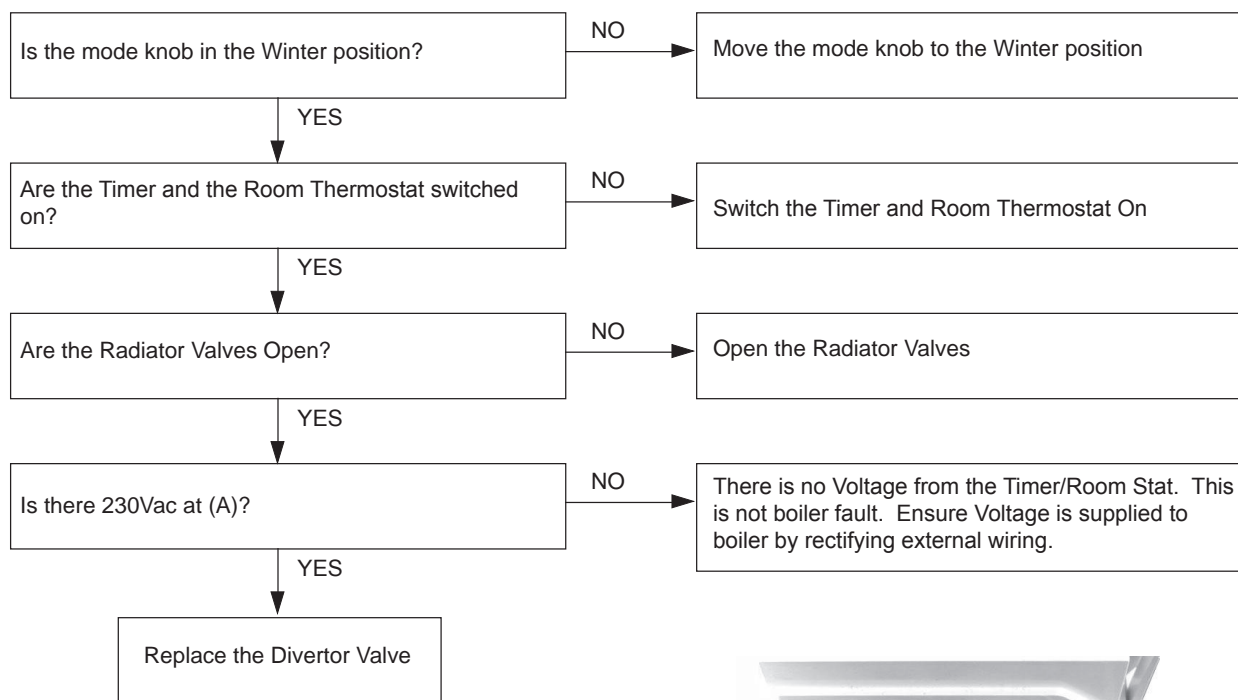 Is the mode knob in the Winter position?
NO
Move the mode knob to the Winter position
YES
Are the Timer and the Room Thermostat switched
on?
NO
Switch the Timer and Room Thermostat On
YES
Are the Radiator Valves Open?
NO
Open the Radiator Valves
YES
Is there 230Vac at (A)?
NO
There is no Voltage from the Timer/Room Stat.  This
is not boiler fault.  Ensure Voltage is supplied to
boiler by rectifying external wiring.
YES
Replace the Divertor Valve